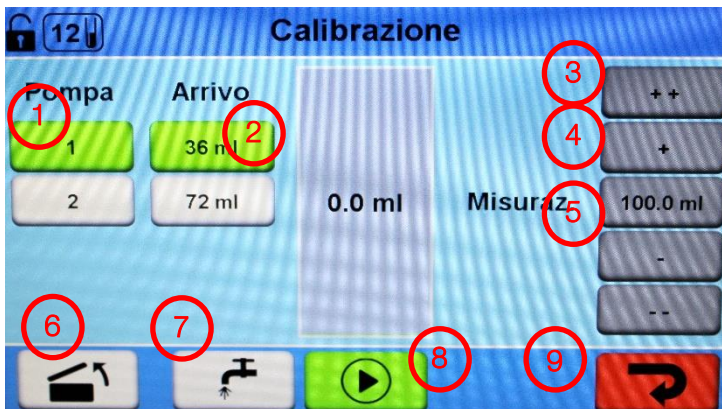 12
Calibrazione
Pompa
Arrivo
1
2
3
4
5
6
7
8
9
1
36 ml
2
72 ml
0.0 ml
Misuraz.
++
+
100.0 ml
-
--